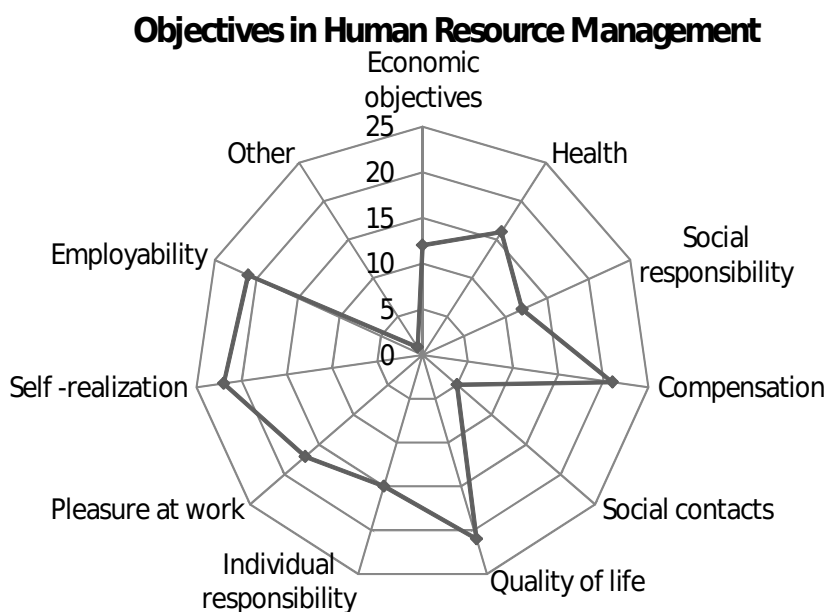 Objectives in Human Resource Management
Economic
objectives
25
20
15
10
5
0
Health
Social
responsibility
Compensation
Social contacts
Quality of life
Individual
responsibility
Pleasure at work
Self -realization
Employability
Other